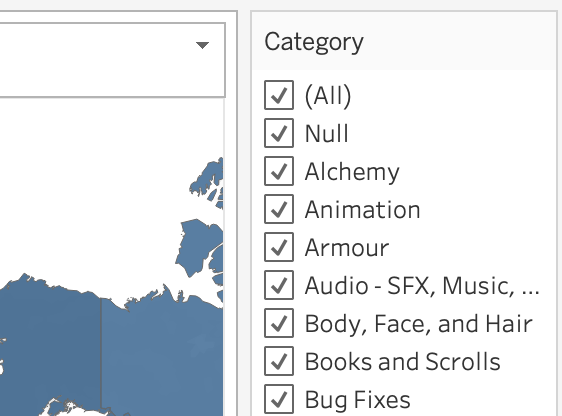 Category
(All)
Null
Alchemy
Animation
Armour
Audio - SFX, Music, ...
Body, Face, and Hair
Books and Scrolls
Bug Fixes